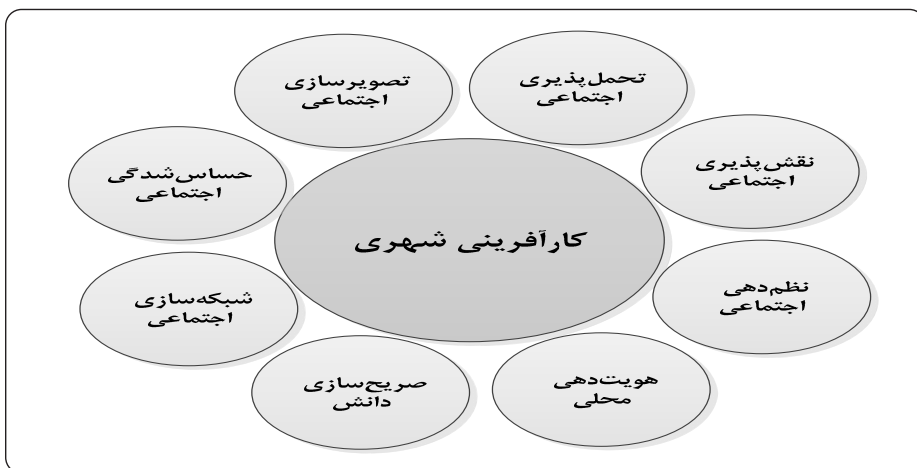 تحمل‌پذیری
اجتماعی
تصویرسازی
اجتماعی
نقش‌پذیری
اجتماعی
حساس‌شدگی
اجتماعی
کارآفرینی شهری
نظم‌دهی
اجتماعی
شبکه‌سازی
اجتماعی
هویت‌دهی
محلی
صریح‌سازی
دانش